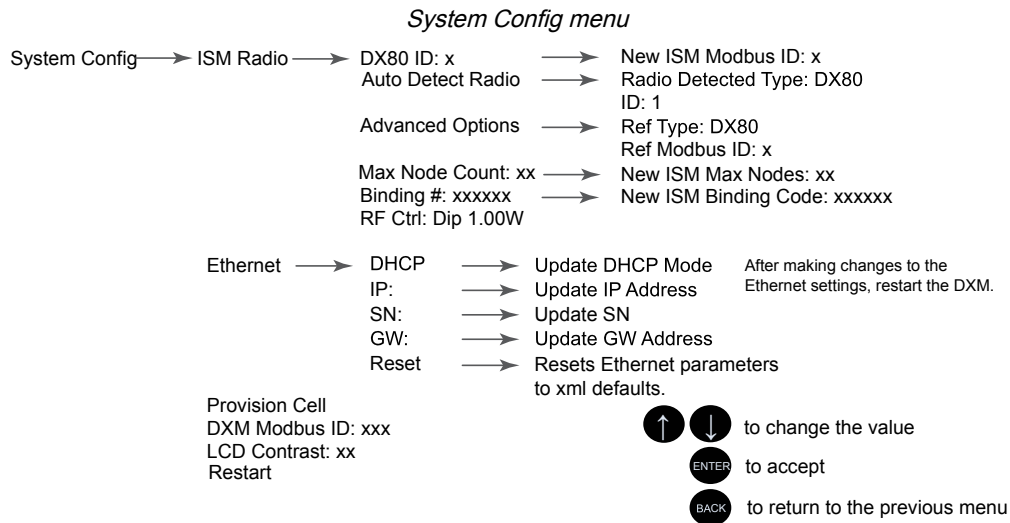 System Config menu
System Config ISM Radio DX80 ID: x New ISM Modbus ID: x
Auto Detect Radio Radio Detected Type: DX80
ID: 1
Advanced Options Ref Type: DX80
Ref Modbus ID: x
Max Node Count: xx New ISM Max Nodes: xx
Binding #: xxxxxx New ISM Binding Code: xxxxxx
RF Ctrl: Dip 1.00W
Ethernet DHCP Update DHCP Mode After making changes to the
Ethernet settings, restart the DXM.
IP: Update IP Address
SN: Update SN
GW: Update GW Address
Reset Resets Ethernet parameters
to xml defaults.
Provision Cell
DXM Modbus ID: xxx
LCD Contrast: xx
Restart
↑ ↓ to change the value
ENTER to accept
BACK to return to the previous menu